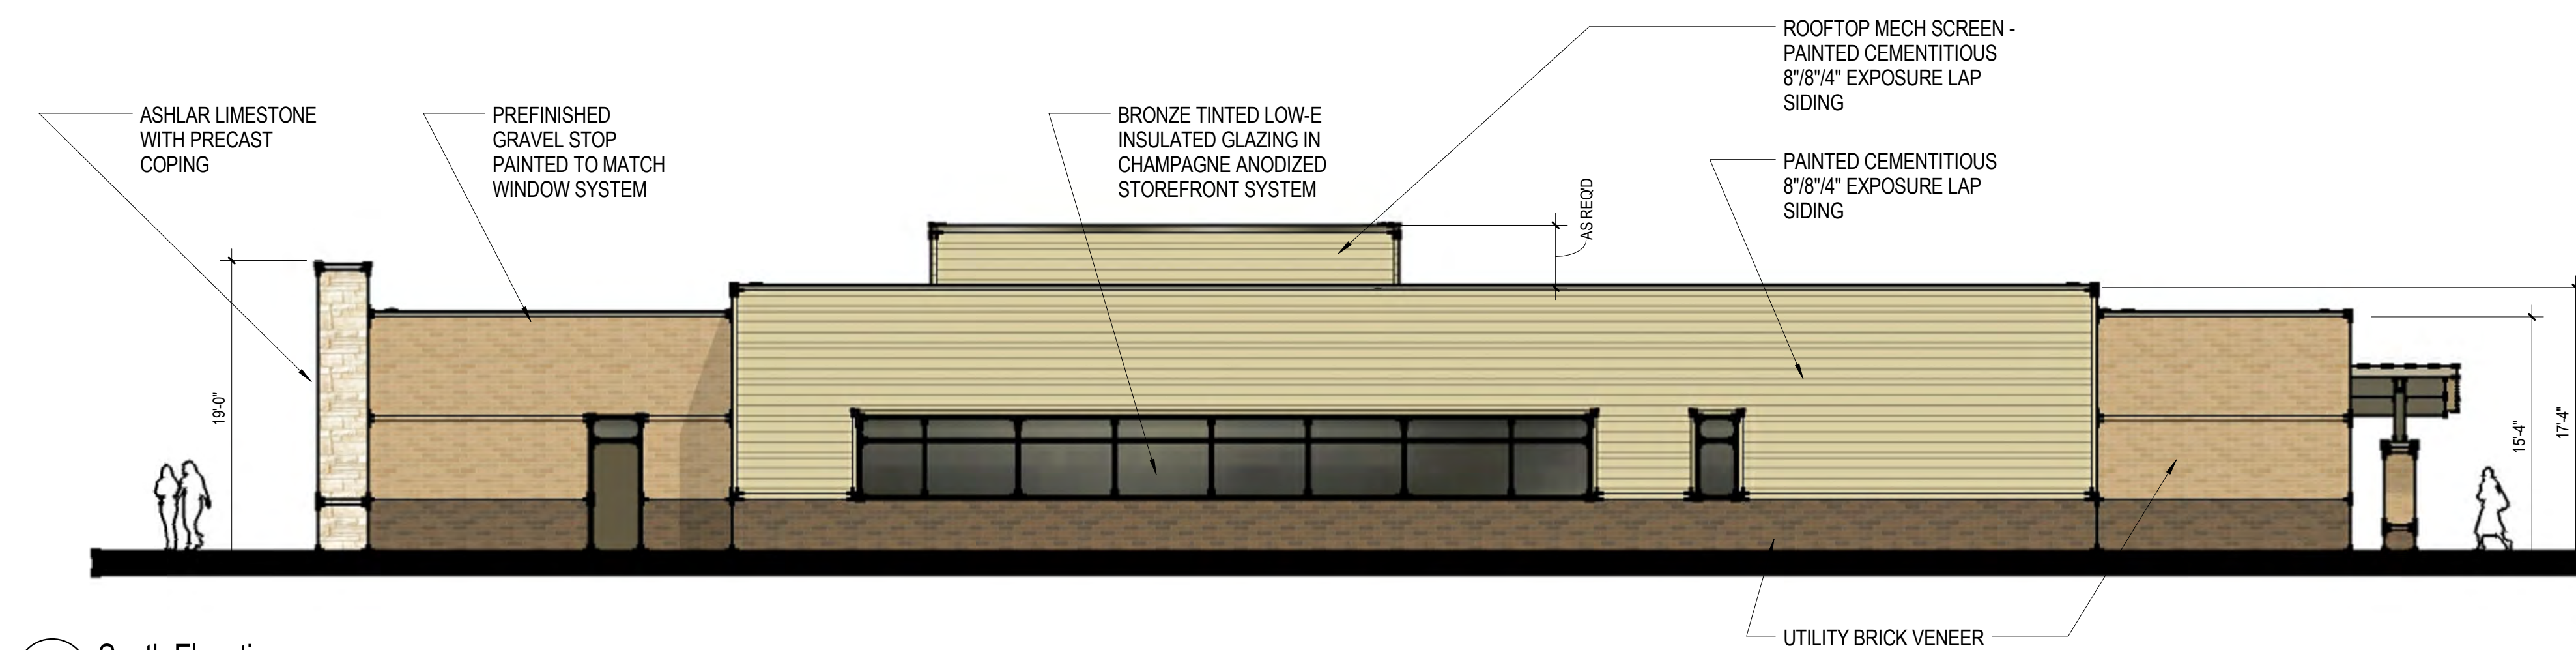 ROOFTOP MECH SCREEN -
PAINTED CEMENTITIOUS
8"/8"/4" EXPOSURE LAP
SIDING
ASHLAR LIMESTONE
WITH PRECAST
COPING
PREFINISHED
GRAVEL STOP
PAINTED TO MATCH
WINDOW SYSTEM
BRONZE TINTED LOW-E
INSULATED GLAZING IN
CHAMPAGNE ANODIZED
STOREFRONT SYSTEM
PAINTED CEMENTITIOUS
8"/8"/4" EXPOSURE LAP
SIDING
AS REQ'D
19'-0"
15'-4"
17'-4"
UTILITY BRICK VENEER